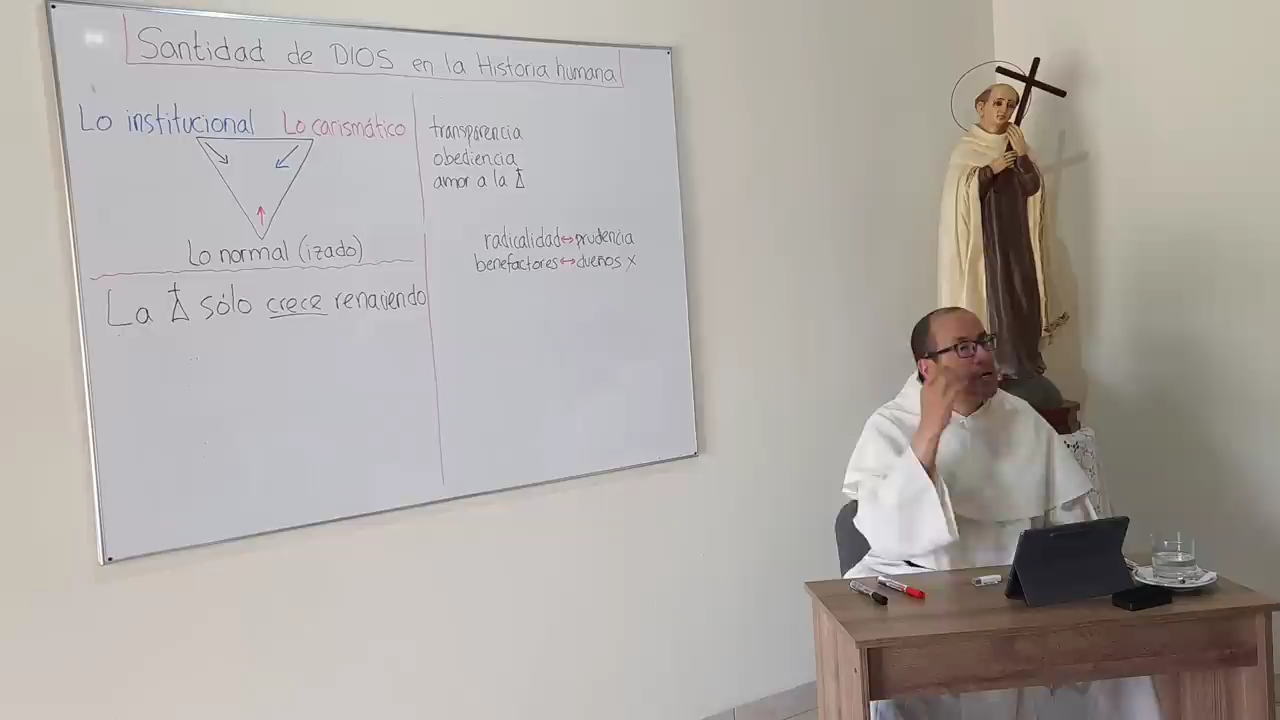 Santidad de DIOS en la Historia humana
Lo institucional Lo carismático
Lo normal (izado)
La sólo crece renaciendo
transparencia
obediencia
amor a la
radicalidad↔prudencia
benefactores↔dueños x